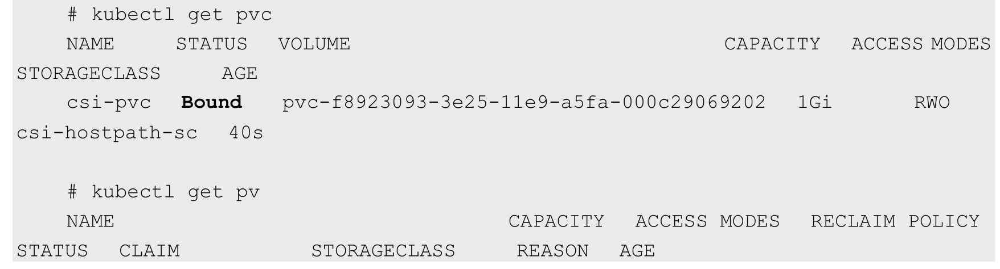 # kubectl get pvc
NAME STATUS VOLUME CAPACITY ACCESS MODES
STORAGECLASS AGE
csi-pvc Bound pvc-f8923093-3e25-11e9-a5fa-000c29069202 1Gi RWO
csi-hostpath-sc 40s
# kubectl get pv
NAME CAPACITY ACCESS MODES RECLAIM POLICY
STATUS CLAIM STORAGECLASS REASON AGE